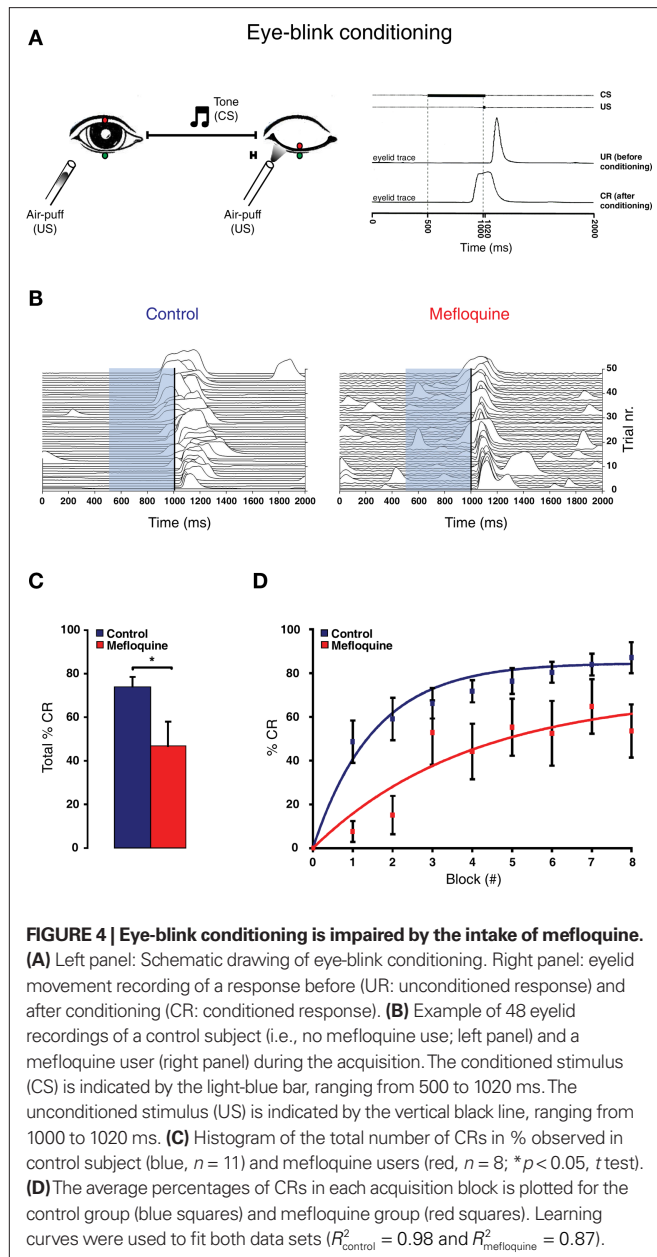 A
Eye-blink conditioning
Tone
(CS)
Air-puff
(US)
Air-puff
(US)
CS
US
eyelid trace
UR (before
conditioning)
eyelid trace
CR (after
conditioning)
0
500
1000
1020
2000
Time (ms)
B
Control
Mefloquine
50
40
30
20
10
0
Trial nr.
0 200 400 600 800 1000 1200 1400 1600 1800 2000
0 200 400 600 800 1000 1200 1400 1600 1800 2000
Time (ms)
Time (ms)
C
Control
Mefloquine
*
100
80
60
40
20
0
Total % CR
D
Control
Mefloquine
100
80
60
40
20
0
% CR
0 1 2 3 4 5 6 7 8
Block (#)
FIGURE 4 | Eye-blink conditioning is impaired by the intake of mefloquine.
(A) Left panel: Schematic drawing of eye-blink conditioning. Right panel: eyelid
movement recording of a response before (UR: unconditioned response) and
after conditioning (CR: conditioned response). (B) Example of 48 eyelid
recordings of a control subject (i.e., no mefloquine use; left panel) and a
mefloquine user (right panel) during the acquisition. The conditioned stimulus
(CS) is indicated by the light-blue bar, ranging from 500 to 1020 ms. The
unconditioned stimulus (US) is indicated by the vertical black line, ranging from
1000 to 1020 ms. (C) Histogram of the total number of CRs in % observed in
control subject (blue, n = 11) and mefloquine users (red, n = 8; *p < 0.05, t test).
(D) The average percentages of CRs in each acquisition block is plotted for the
control group (blue squares) and mefloquine group (red squares). Learning
curves were used to fit both data sets (R²control = 0.98 and R²mefloquine = 0.87).